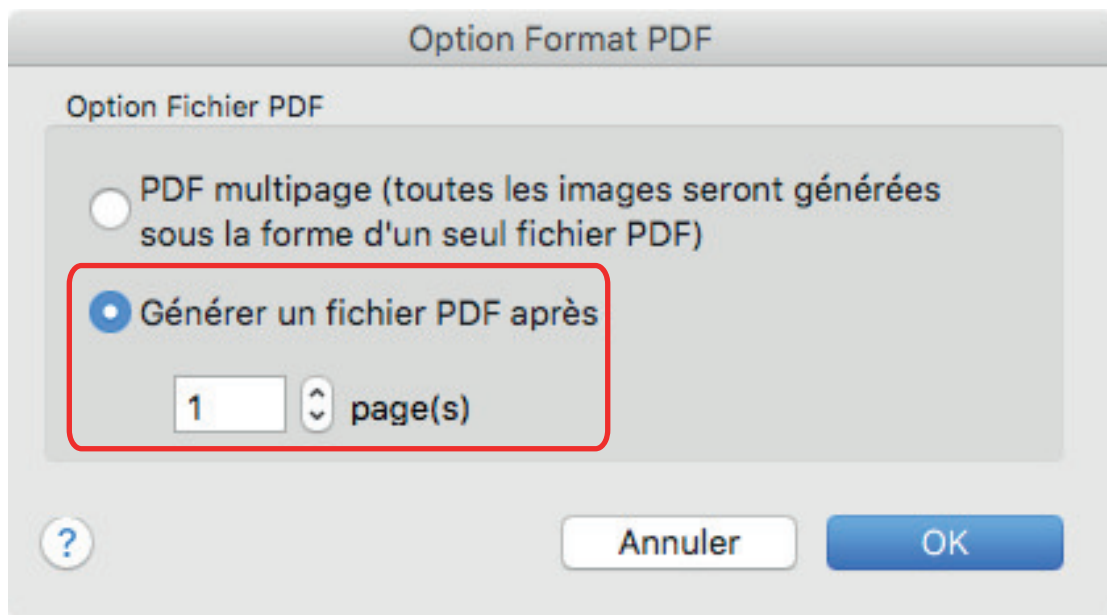 Option Format PDF
Option Fichier PDF
PDF multipage (toutes les images seront générées
sous la forme d'un seul fichier PDF)
Générer un fichier PDF après
1 page(s)
? Annuler OK